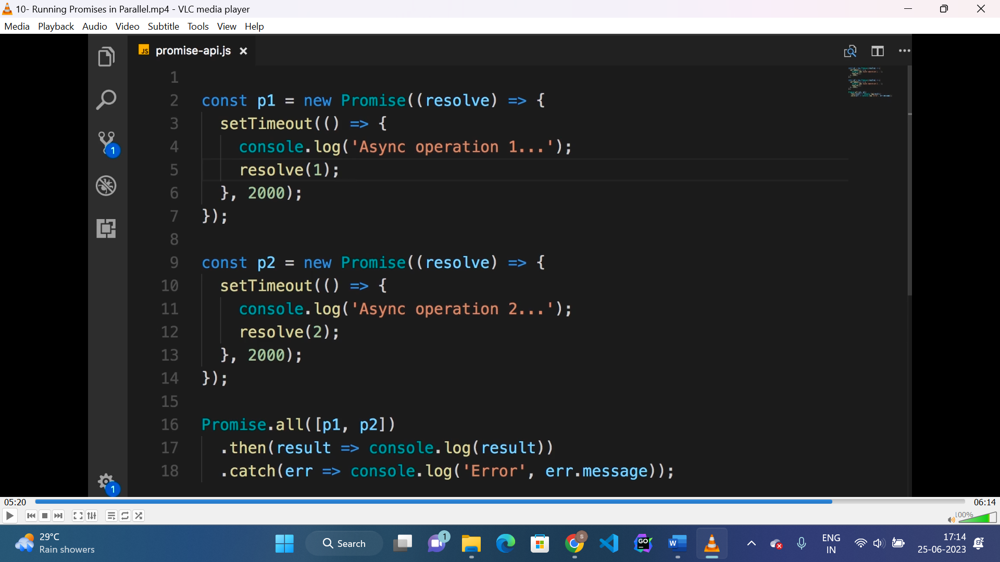 10- Running Promises in Parallel.mp4 - VLC media player
Media Playback Audio Video Subtitle Tools View Help
JS promise-api.js ×
1
2 const p1 = new Promise((resolve) => {
3   setTimeout(() => {
4     console.log('Async operation 1...');
5     resolve(1);
6   }, 2000);
7 });
8
9 const p2 = new Promise((resolve) => {
10   setTimeout(() => {
11     console.log('Async operation 2...');
12     resolve(2);
13   }, 2000);
14 });
15
16 Promise.all([p1, p2])
17   .then(result => console.log(result))
18   .catch(err => console.log('Error', err.message));
1
1
05:20 06:14
100%
29°C
Rain showers
Search
1
S
GO
W
ENG
IN
17:14
25-06-2023